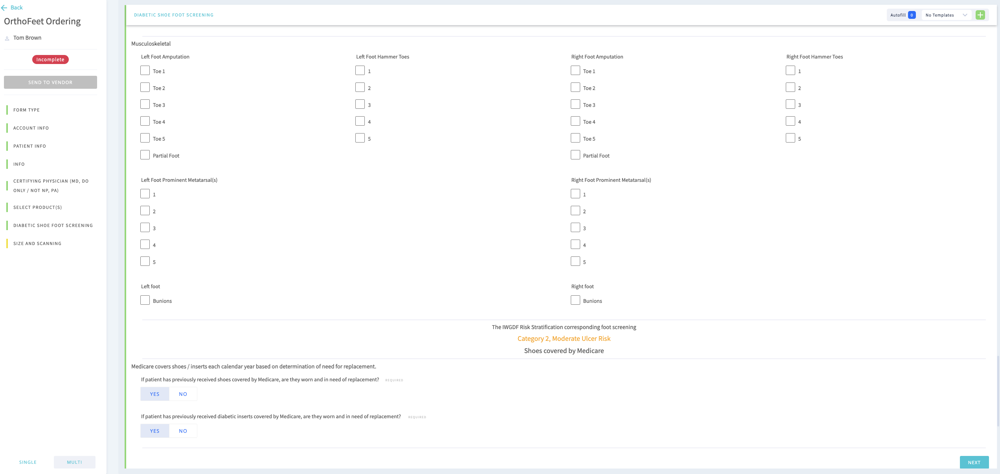 Back
OrthoFeet Ordering
Tom Brown
Incomplete
SEND TO VENDOR
FORM TYPE
ACCOUNT INFO
PATIENT INFO
INFO
CERTIFYING PHYSICIAN (MD, DO
ONLY / NOT NP, PA)
SELECT PRODUCT(S)
DIABETIC SHOE FOOT SCREENING
SIZE AND SCANNING
SINGLE MULTI
DIABETIC SHOE FOOT SCREENING Autofill 0 No Templates
Musculoskeletal
Left Foot Amputation Left Foot Hammer Toes Right Foot Amputation Right Foot Hammer Toes
Toe 1 1 Toe 1 1
Toe 2 2 Toe 2 2
Toe 3 3 Toe 3 3
Toe 4 4 Toe 4 4
Toe 5 5 Toe 5 5
Partial Foot Partial Foot
Left Foot Prominent Metatarsal(s) Right Foot Prominent Metatarsal(s)
1 1
2 2
3 3
4 4
5 5
Left foot Right foot
Bunions Bunions
The IWGDF Risk Stratification corresponding foot screening
Category 2, Moderate Ulcer Risk
Shoes covered by Medicare
Medicare covers shoes / inserts each calendar year based on determination of need for replacement.
If patient has previously received shoes covered by Medicare, are they worn and in need of replacement? REQUIRED
YES NO
If patient has previously received diabetic inserts covered by Medicare, are they worn and in need of replacement? REQUIRED
YES NO
NEXT